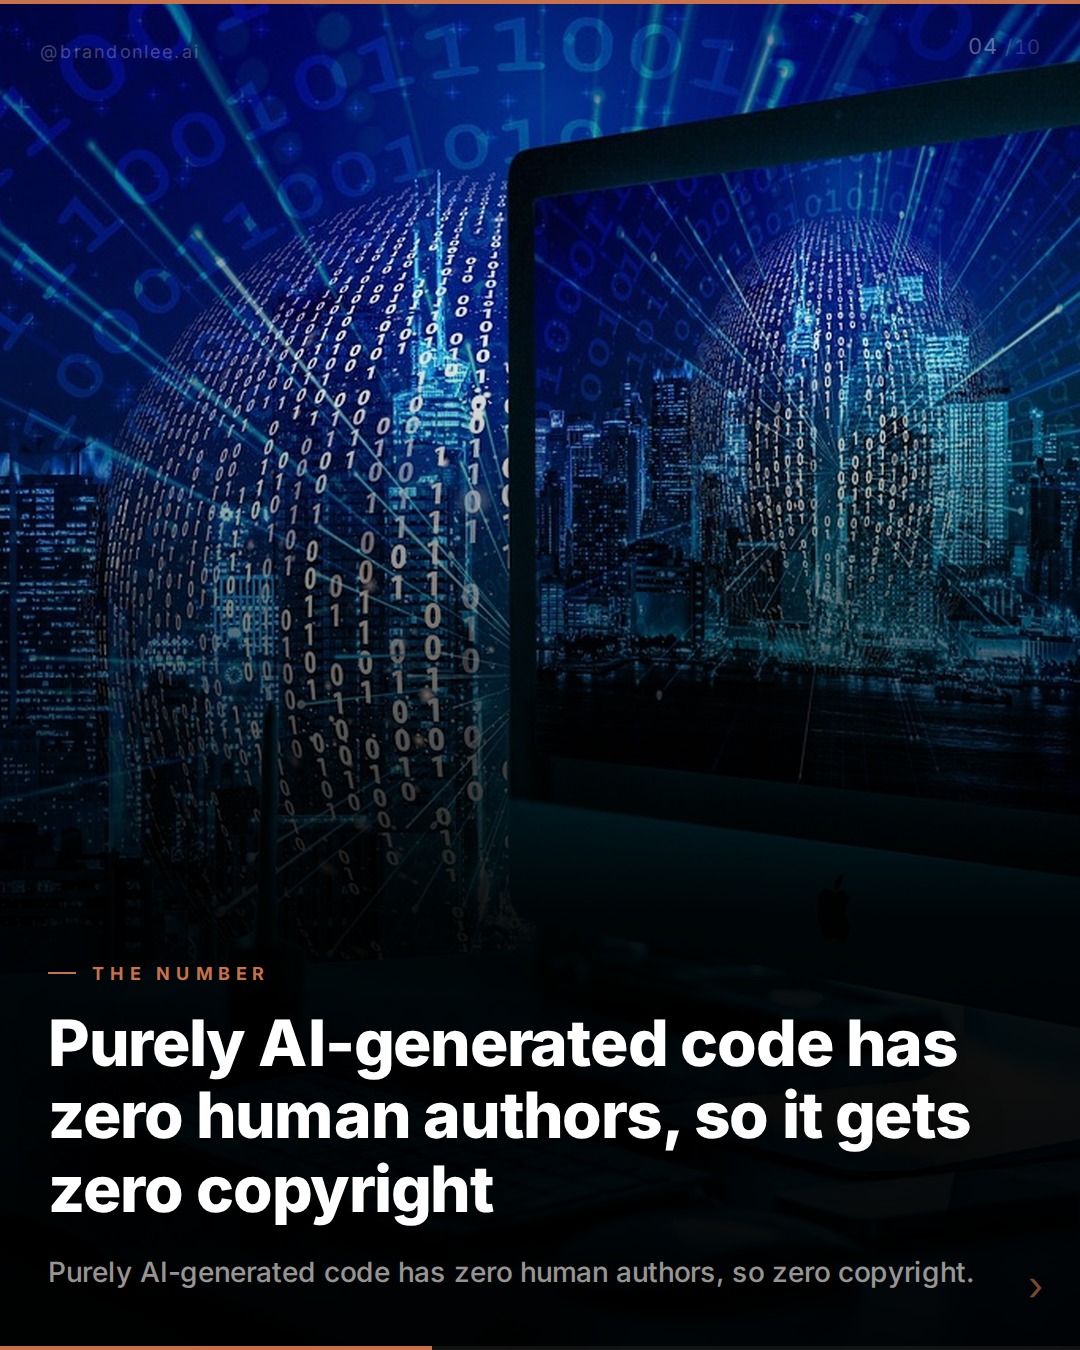 @brandonlee.ai
04 /10
THE NUMBER
Purely AI-generated code has
zero human authors, so it gets
zero copyright
Purely AI-generated code has zero human authors, so zero copyright.
›